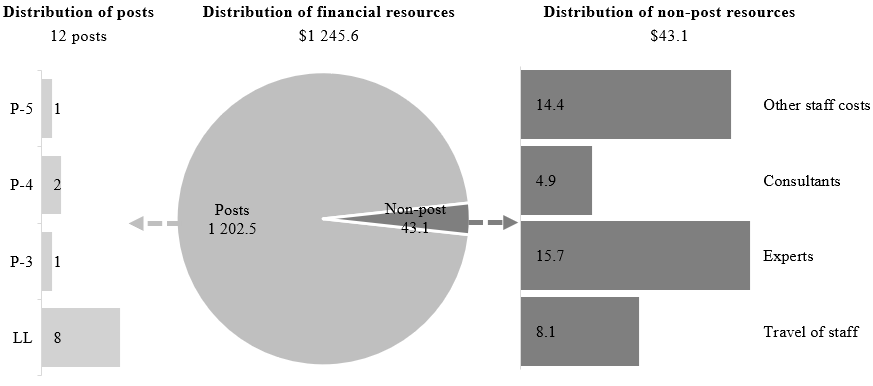 Distribution of posts
12 posts
Distribution of financial resources
$1 245.6
Distribution of non-post resources
$43.1
P-5 1
P-4 2
P-3 1
LL 8
Posts
1 202.5
Non-post
43.1
14.4 Other staff costs
4.9 Consultants
15.7 Experts
8.1 Travel of staff